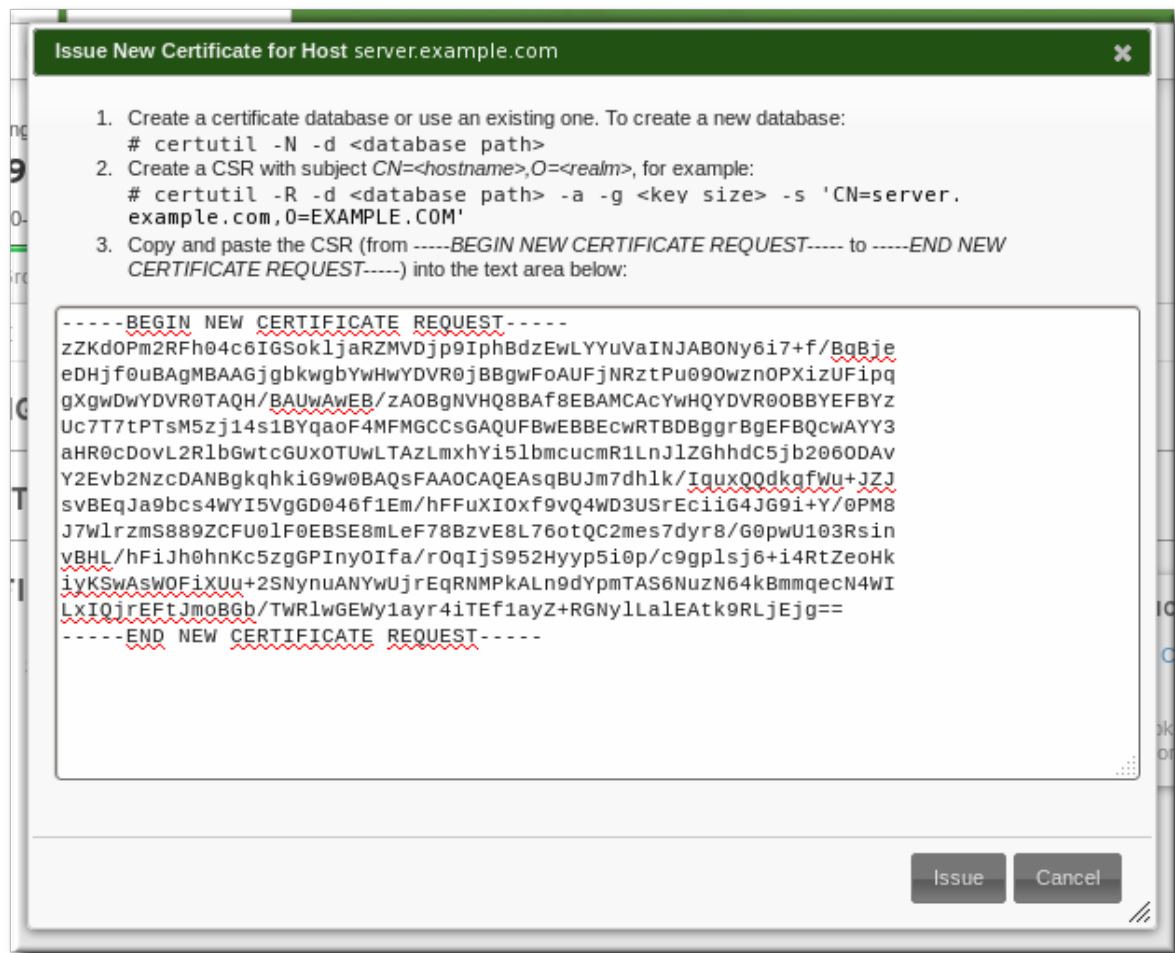 Issue New Certificate for Host server.example.com
1. Create a certificate database or use an existing one. To create a new database:
# certutil -N -d <database path>
2. Create a CSR with subject CN=<hostname>,O=<realm>, for example:
# certutil -R -d <database path> -a -g <key size> -s 'CN=server.
example.com,O=EXAMPLE.COM'
3. Copy and paste the CSR (from -----BEGIN NEW CERTIFICATE REQUEST----- to -----END NEW
CERTIFICATE REQUEST-----) into the text area below:
-----BEGIN NEW CERTIFICATE REQUEST-----
zZKdOPm2RFh04c6IGSokljaRZMVDjp9IphBdzEwLYYuVaINJABONy6i7+f/BqBje
eDHjf0uBAgMBAAGjgbkwgbYwHwYDVR0jBBgwFoAUFjNRztPu09OwznOPXizUFipq
gXgwDwYDVR0TAQH/BAUwAwEB/zAOBgNVHQ8BAf8EBAMCAcYwHQYDVR0OBBYEFBYz
Uc7T7tPTsM5zj14s1BYqaoF4MFMGCCsGAQUFBwEBBEcwRTBDBggrBgEFBQcwAYY3
aHR0cDovL2RlbGwtcGUxOTUwLTAzLmxhYi5lbmcucmR1LnJlZGhhdC5jb206ODAv
Y2Evb2NzcDANBgkqhkiG9w0BAQsFAAOCAQEAsqBUJm7dhlk/IquxQQdkqfWu+JZJ
svBEqJa9bcs4WYI5VgGD046f1Em/hFFuXIOxf9vQ4WD3USrEciiG4JG9i+Y/0PM8
J7WlrzmS889ZCFU0lF0EBSE8mLeF78BzvE8L76otQC2mes7dyr8/G0pwU103Rsin
vBHL/hFiJh0hnKc5zgGPInyOIfa/rOqIjS952Hyyp5i0p/c9gplsj6+i4RtZeoHk
iyKSwAsWOFiXUu+2SNynuANYwUjrEqRNMPkALn9dYpmTAS6NuzN64kBmmqecN4WI
LxIQjrEFtJmoBGb/TWRlwGEWy1ayr4iTEf1ayZ+RGNylLalEAtk9RLjEjg==
-----END NEW CERTIFICATE REQUEST-----
Issue
Cancel